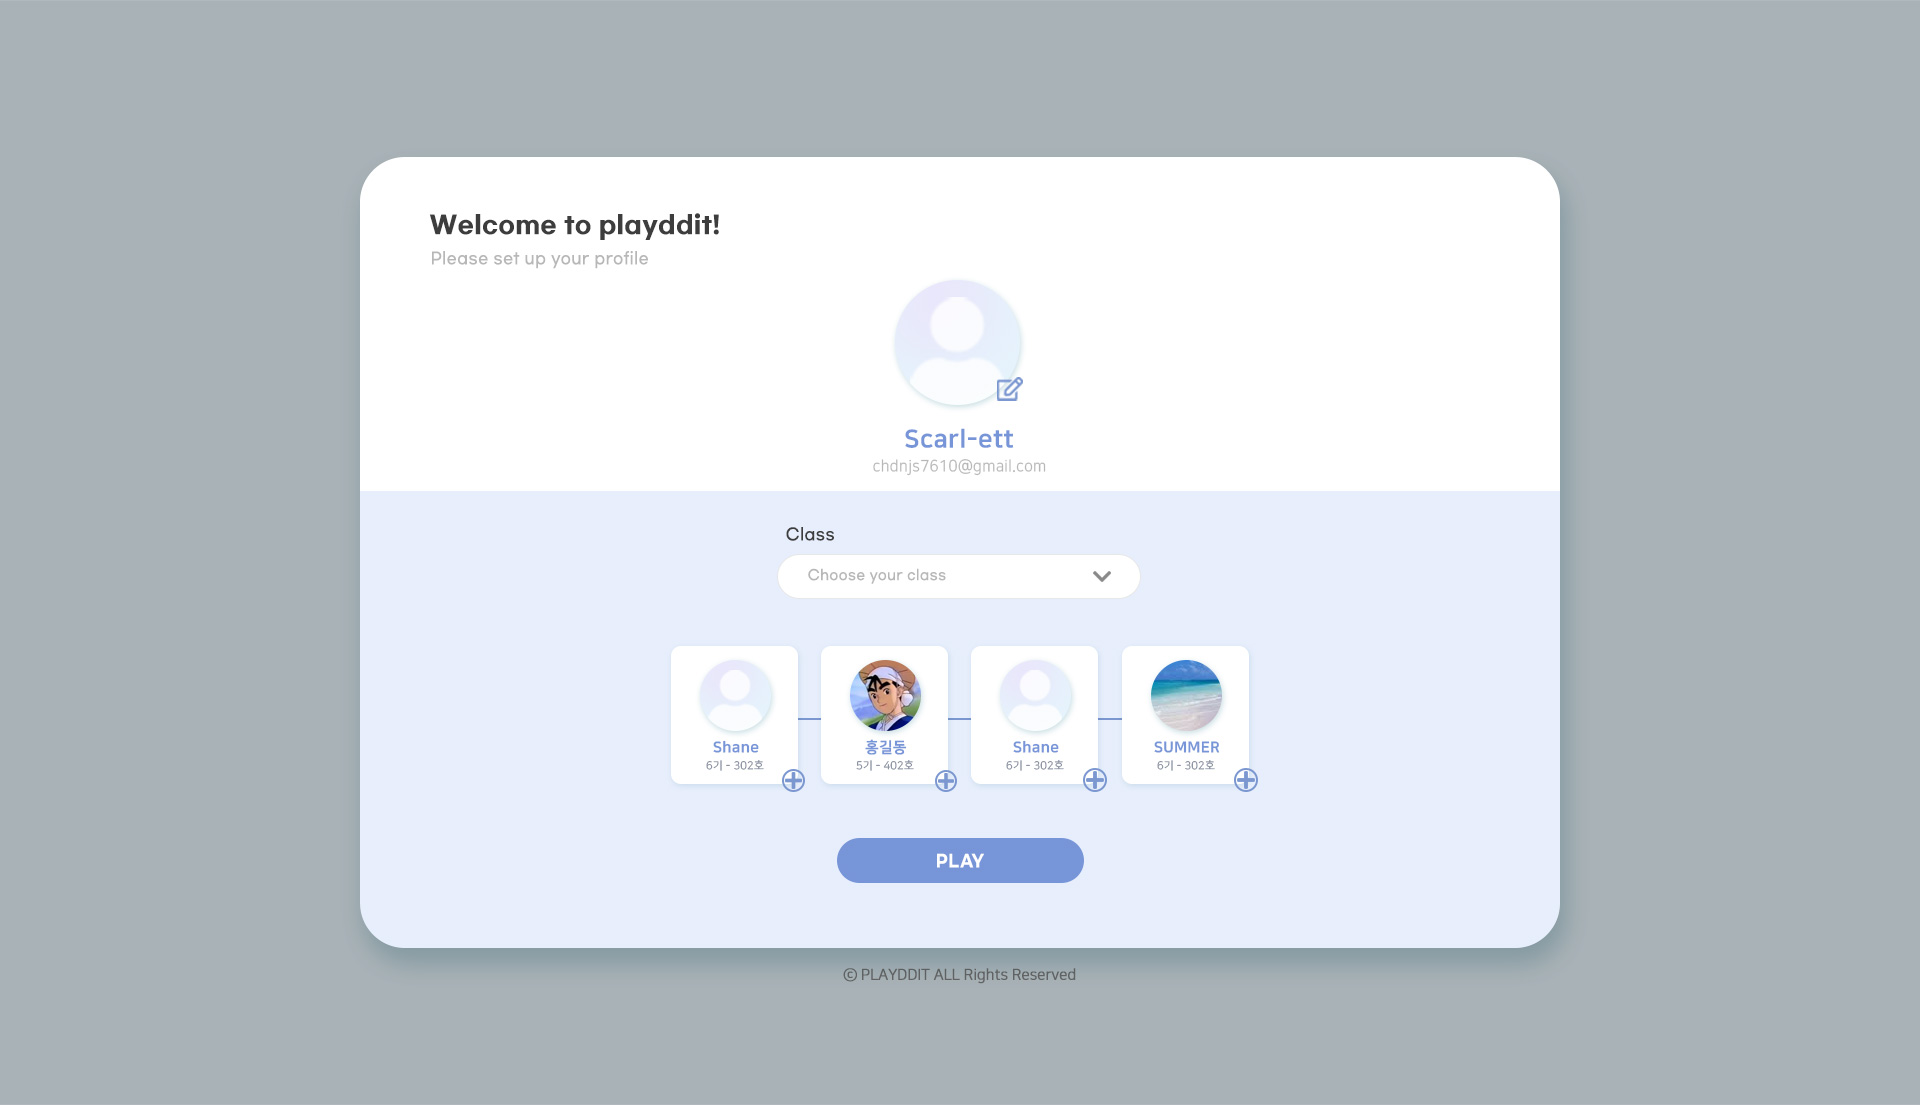 Welcome to playddit!
Please set up your profile
Scarl-ett
chdnjs7610@gmail.com
Class
Choose your class
Shane
6기 - 302호
홍길동
5기 - 402호
Shane
6기 - 302호
SUMMER
6기 - 302호
PLAY
© PLAYDDIT ALL Rights Reserved